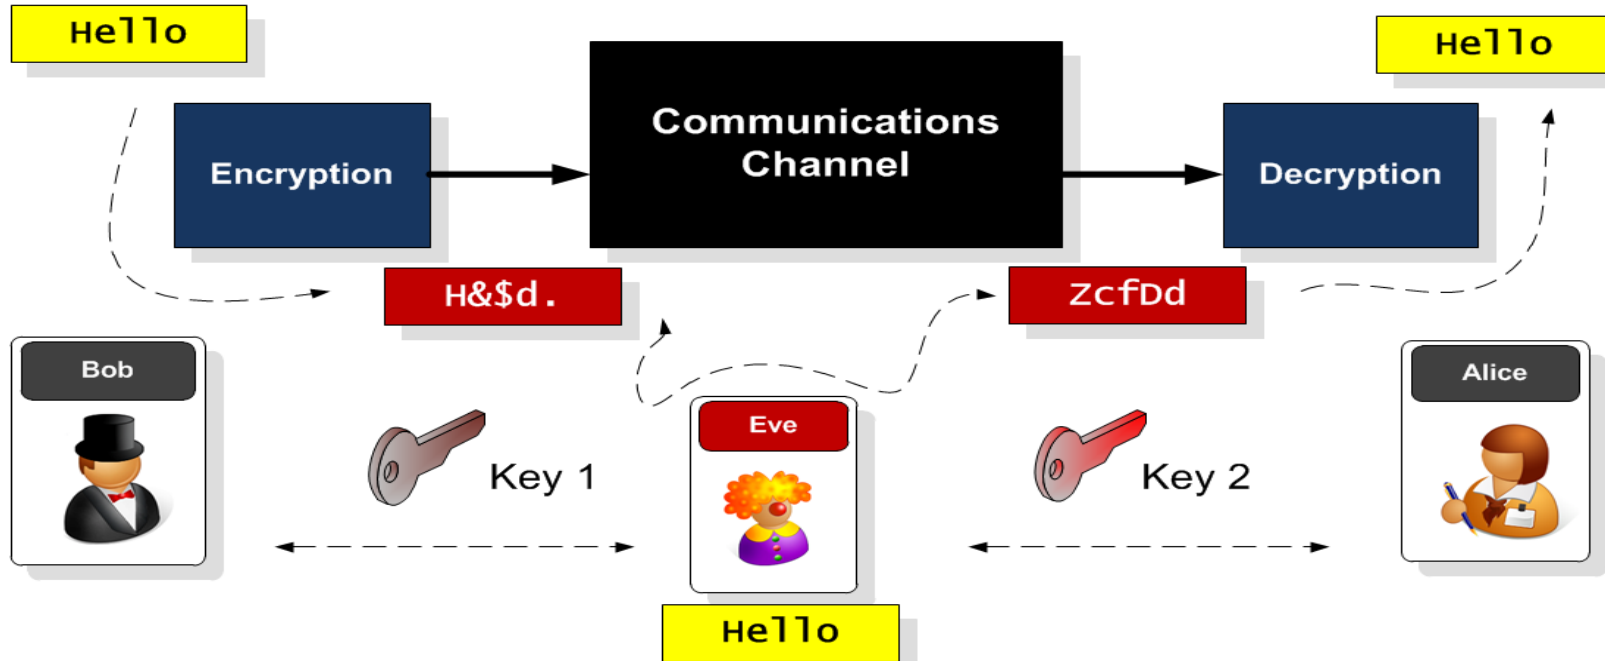 Hello
Hello
Communications
Channel
Encryption
Decryption
H&$d.
ZcfDd
Bob
Alice
Eve
Key 1
Key 2
Hello